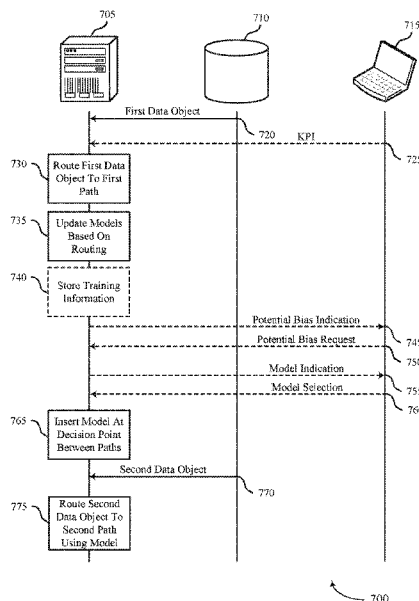 705
710
715
First Data Object
720
KPI
725
730
Route First Data
Object To First
Path
735
Update Models
Based On
Routing
740
Store Training
Information
Potential Bias Indication
745
Potential Bias Request
750
Model Indication
755
Model Selection
760
765
Insert Model At
Decision Point
Between Paths
Second Data Object
770
775
Route Second
Data Object To
Second Path
Using Model
700